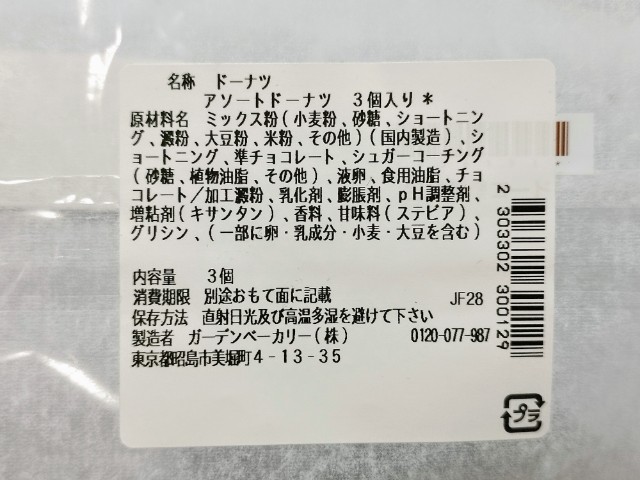 名称　ドーナツ
アソートドーナツ　3個入り＊
原材料名　ミックス粉(小麦粉、砂糖、ショートニン
グ、澱粉、大豆粉、米粉、その他)(国内製造)、シ
ョートニング、準チョコレート、シュガーコーチング
(砂糖、植物油脂、その他)、液卵、食用油脂、チョ
コレート／加工澱粉、乳化剤、膨脹剤、pH調整剤、
増粘剤(キサンタン)、香料、甘味料(ステビア)、
グリシン、(一部に卵・乳成分・小麦・大豆を含む)
内容量　3個
消費期限　別途おもて面に記載　JF28
保存方法　直射日光及び高温多湿を避けて下さい
製造者　ガーデンベーカリー(株)　0120-077-987
東京都昭島市美堀町4-13-35
2 303302 300129
プラ